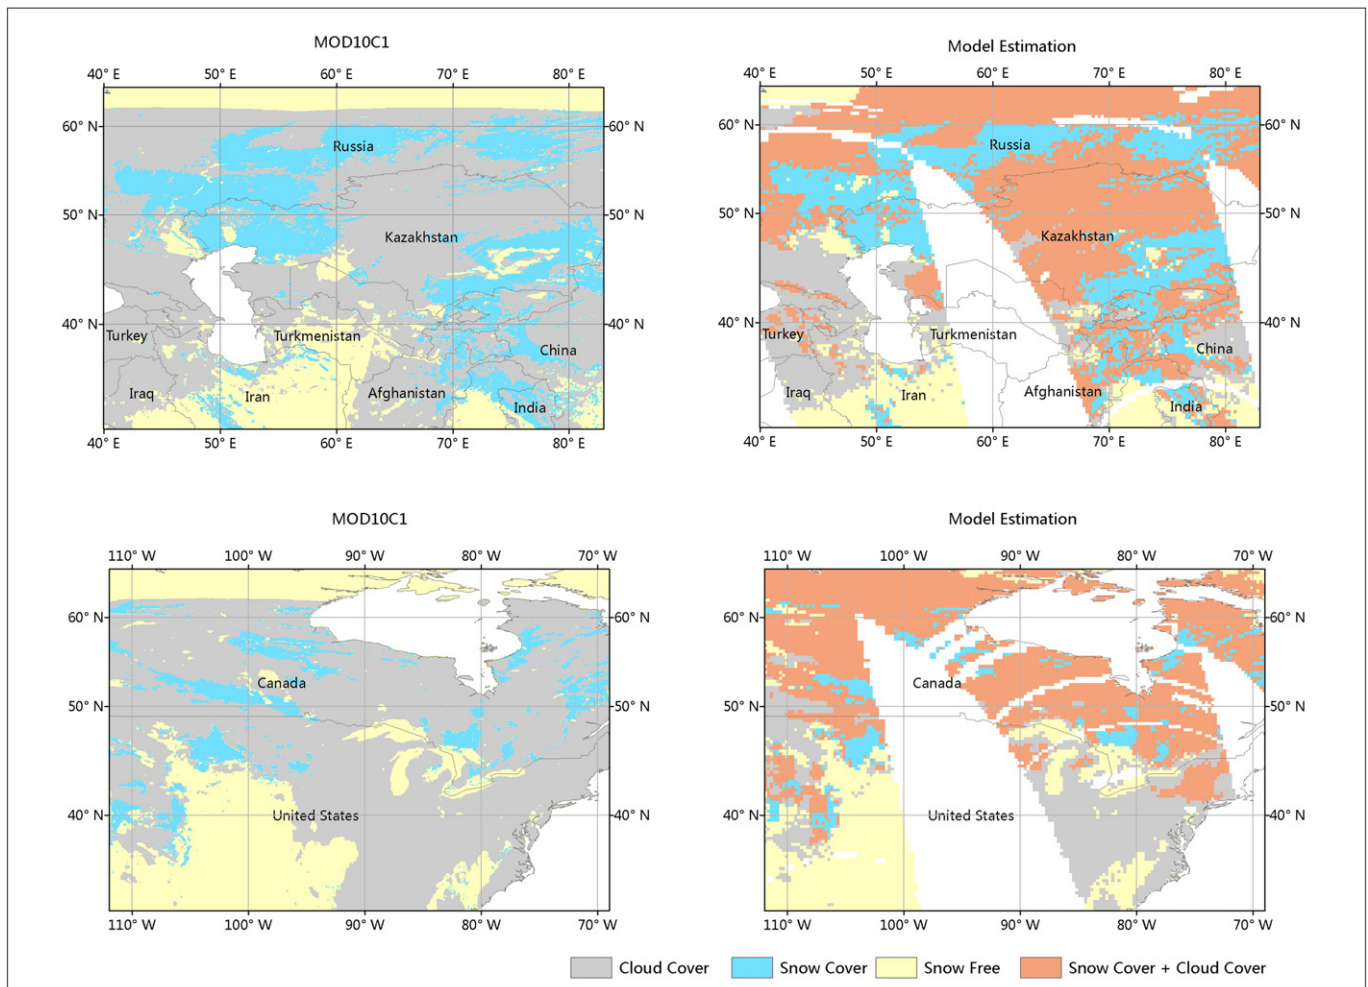 MOD10C1
Model Estimation
40° E 50° E 60° E 70° E 80° E
40° E 50° E 60° E 70° E 80° E
60° N 60° N 60° N 60° N
Russia Russia
50° N 50° N 50° N 50° N
Kazakhstan Kazakhstan
40° N 40° N 40° N 40° N
Turkey Turkmenistan China Turkey Turkmenistan China
Iraq Iran Afghanistan India Iraq Iran Afghanistan India
40° E 50° E 60° E 70° E 80° E
40° E 50° E 60° E 70° E 80° E
MOD10C1
Model Estimation
110° W 100° W 90° W 80° W 70° W
110° W 100° W 90° W 80° W 70° W
60° N 60° N 60° N 60° N
Canada Canada
50° N 50° N 50° N 50° N
40° N United States 40° N 40° N United States 40° N
110° W 100° W 90° W 80° W 70° W
110° W 100° W 90° W 80° W 70° W
Cloud Cover Snow Cover Snow Free Snow Cover + Cloud Cover